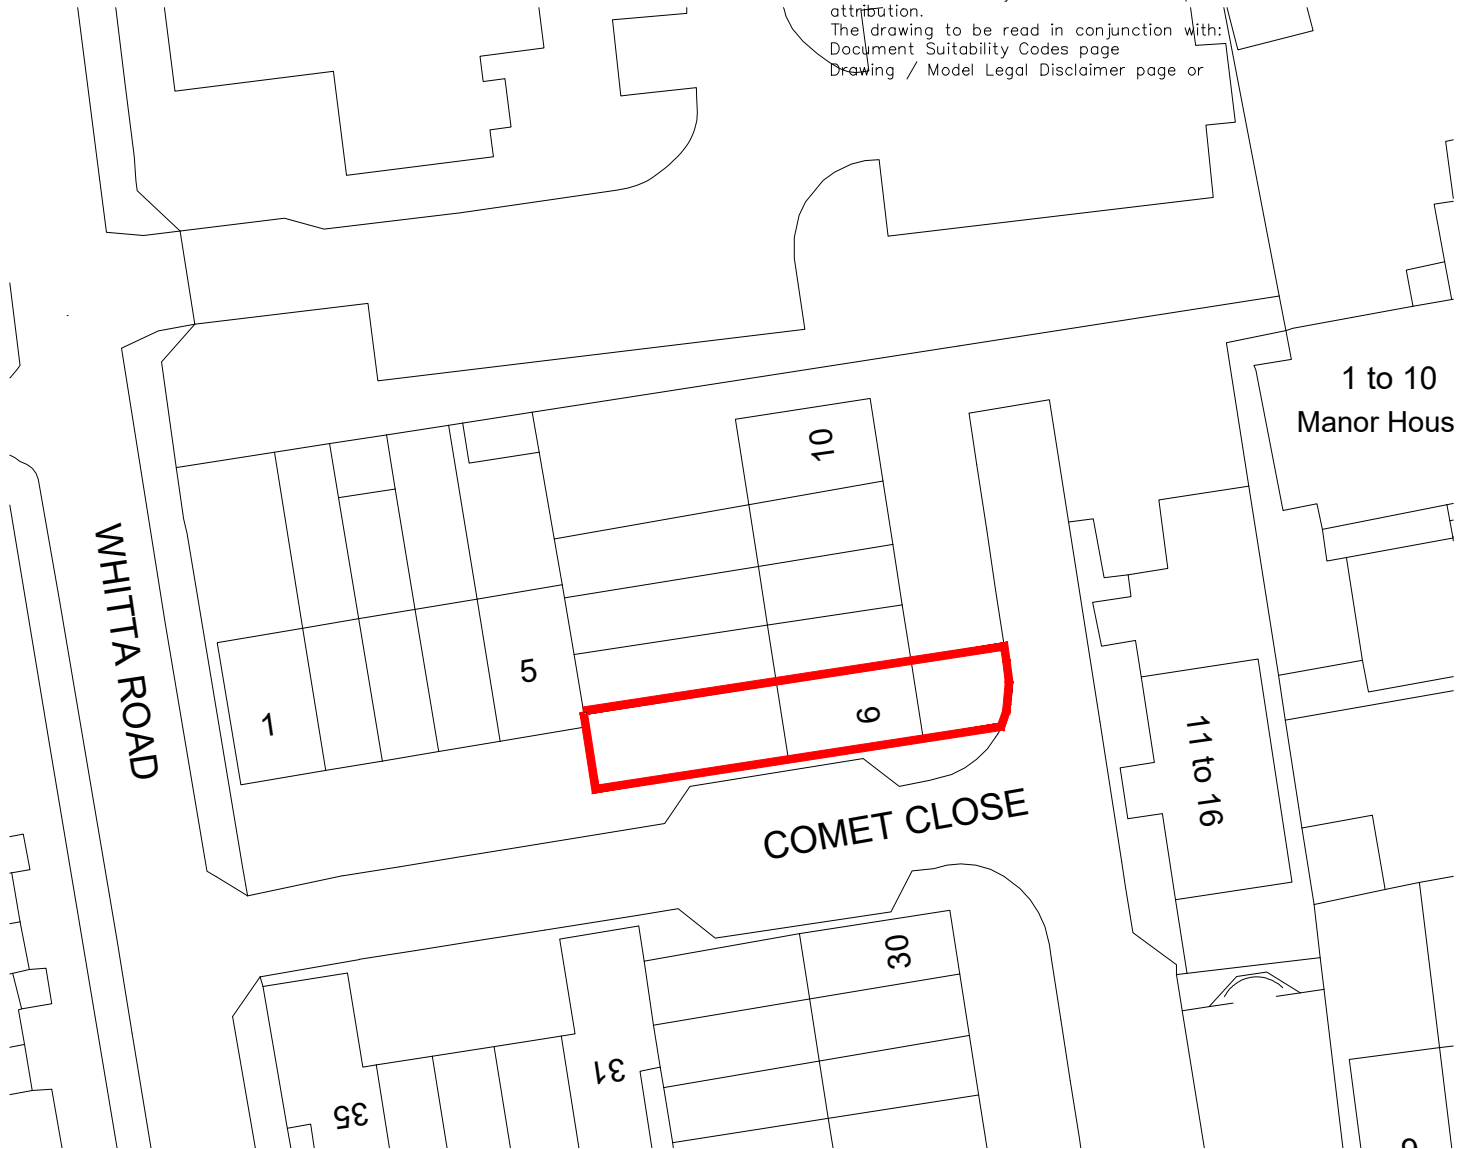 attribution.
The drawing to be read in conjunction with:
Document Suitability Codes page
Drawing / Model Legal Disclaimer page or
1 to 10
Manor Hous
10
WHITTA ROAD
5
1
6
11 to 16
COMET CLOSE
30
31
35